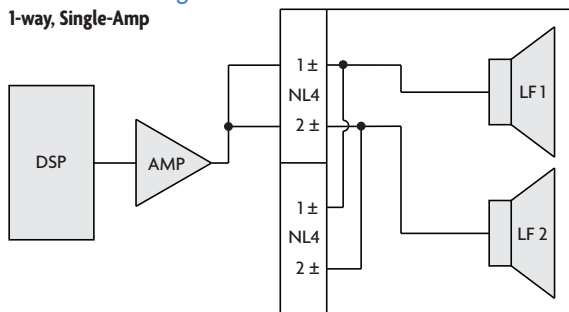 1-way, Single-Amp
DSP
AMP
1 ±
NL4
2 ±
1 ±
NL4
2 ±
LF 1
LF 2